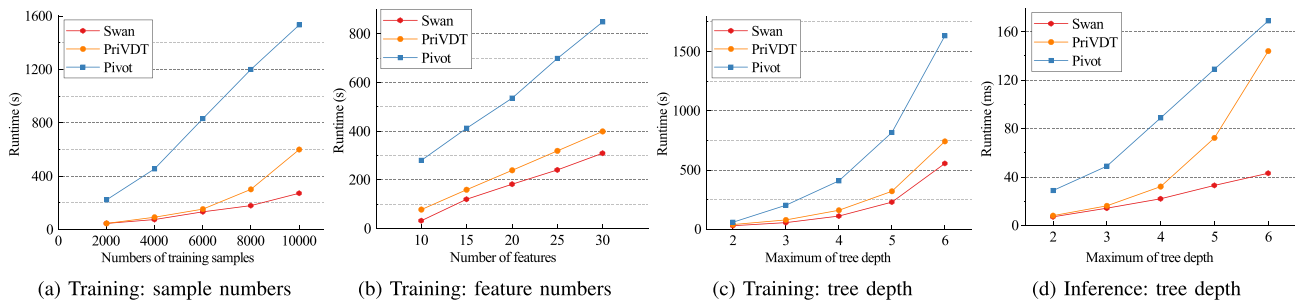 1600
1200
800
400
0
Runtime (s)
Swan
PriVDT
Pivot
0 2000 4000 6000 8000 10000
Numbers of training samples
(a) Training: sample numbers
800
600
400
200
0
Runtime (s)
Swan
PriVDT
Pivot
10 15 20 25 30
Number of features
(b) Training: feature numbers
1500
1000
500
0
Runtime (s)
Swan
PriVDT
Pivot
2 3 4 5 6
Maximum of tree depth
(c) Training: tree depth
160
120
80
40
0
Runtime (ms)
Swan
PriVDT
Pivot
2 3 4 5 6
Maximum of tree depth
(d) Inference: tree depth